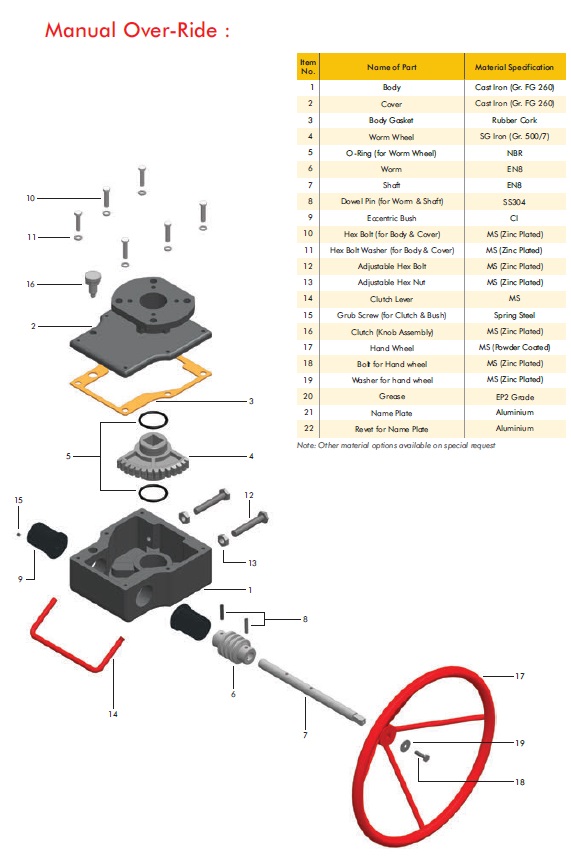 Manual Over-Ride :
Item No. Name of Part Material Specification
1 Body Cast Iron (Gr. FG 260)
2 Cover Cast Iron (Gr. FG 260)
3 Body Gasket Rubber Cork
4 Worm Wheel SG Iron (Gr. 500/7)
5 O-Ring (for Worm Wheel) NBR
6 Worm EN8
7 Shaft EN8
8 Dowel Pin (for Worm & Shaft) SS304
9 Eccentric Bush CI
10 Hex Bolt (for Body & Cover) MS (Zinc Plated)
11 Hex Bolt Washer (for Body & Cover) MS (Zinc Plated)
12 Adjustable Hex Bolt MS (Zinc Plated)
13 Adjustable Hex Nut MS (Zinc Plated)
14 Clutch Lever MS
15 Grub Screw (for Clutch & Bush) Spring Steel
16 Clutch (Knob Assembly) MS (Zinc Plated)
17 Hand Wheel MS (Powder Coated)
18 Bolt for Hand wheel MS (Zinc Plated)
19 Washer for hand wheel MS (Zinc Plated)
20 Grease EP2 Grade
21 Name Plate Aluminium
22 Revet for Name Plate Aluminium
Note: Other material options available on special request
10
11
16
2
3
5
4
15
12
9
13
1
8
6
14
7
17
19
18